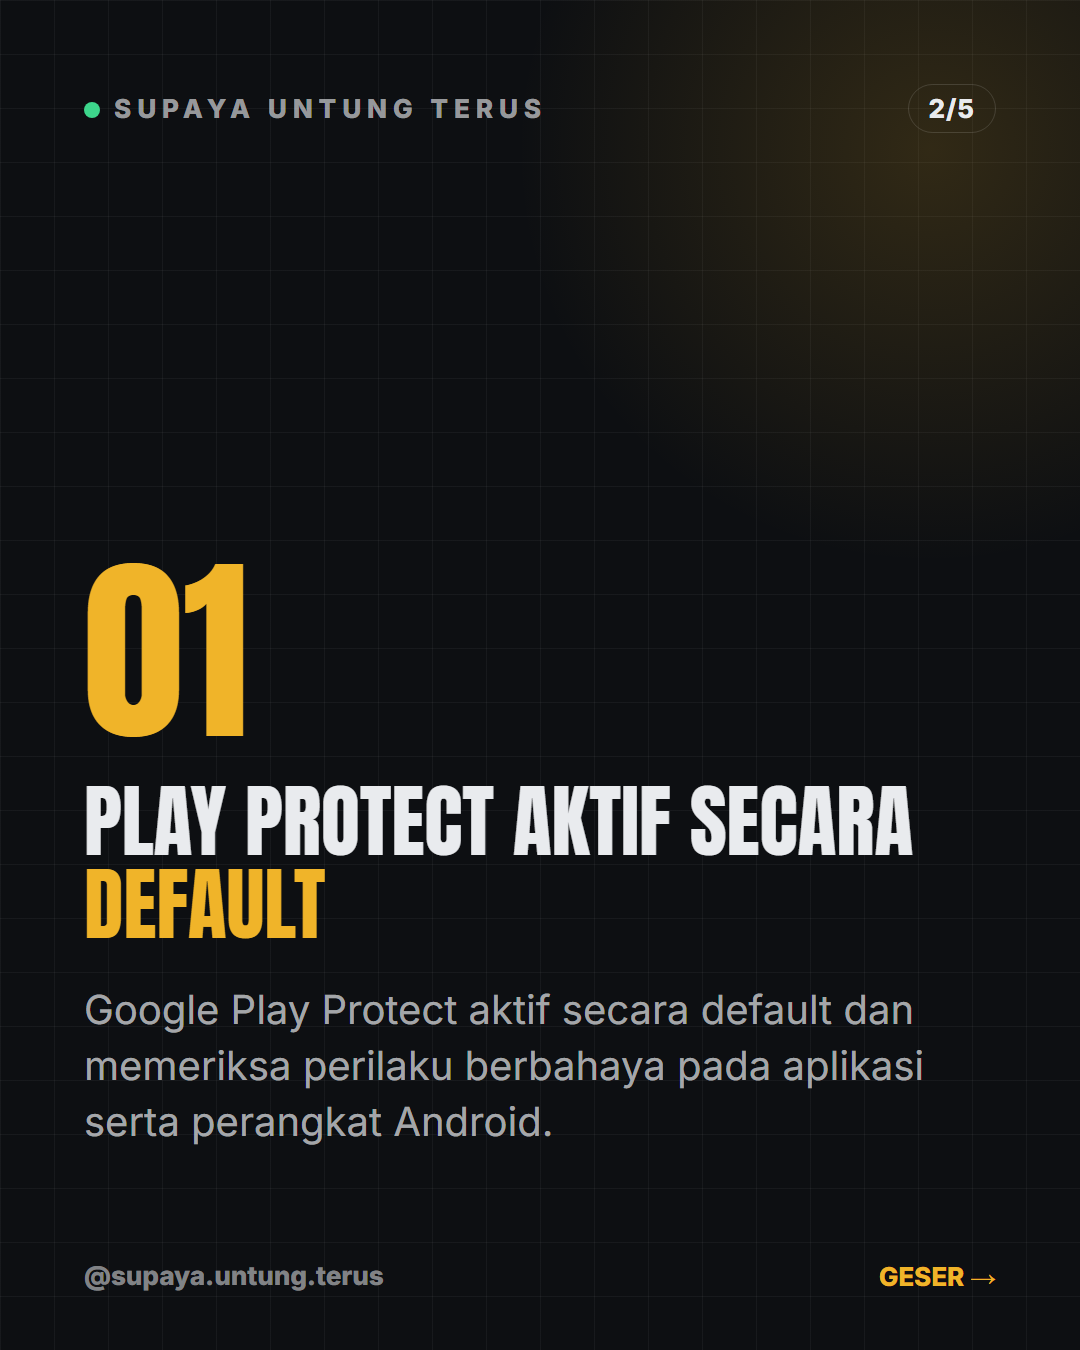 SUPAYA UNTUNG TERUS
2/5
01
PLAY PROTECT AKTIF SECARA
DEFAULT
Google Play Protect aktif secara default dan
memeriksa perilaku berbahaya pada aplikasi
serta perangkat Android.
@supaya.untung.terus
GESER →